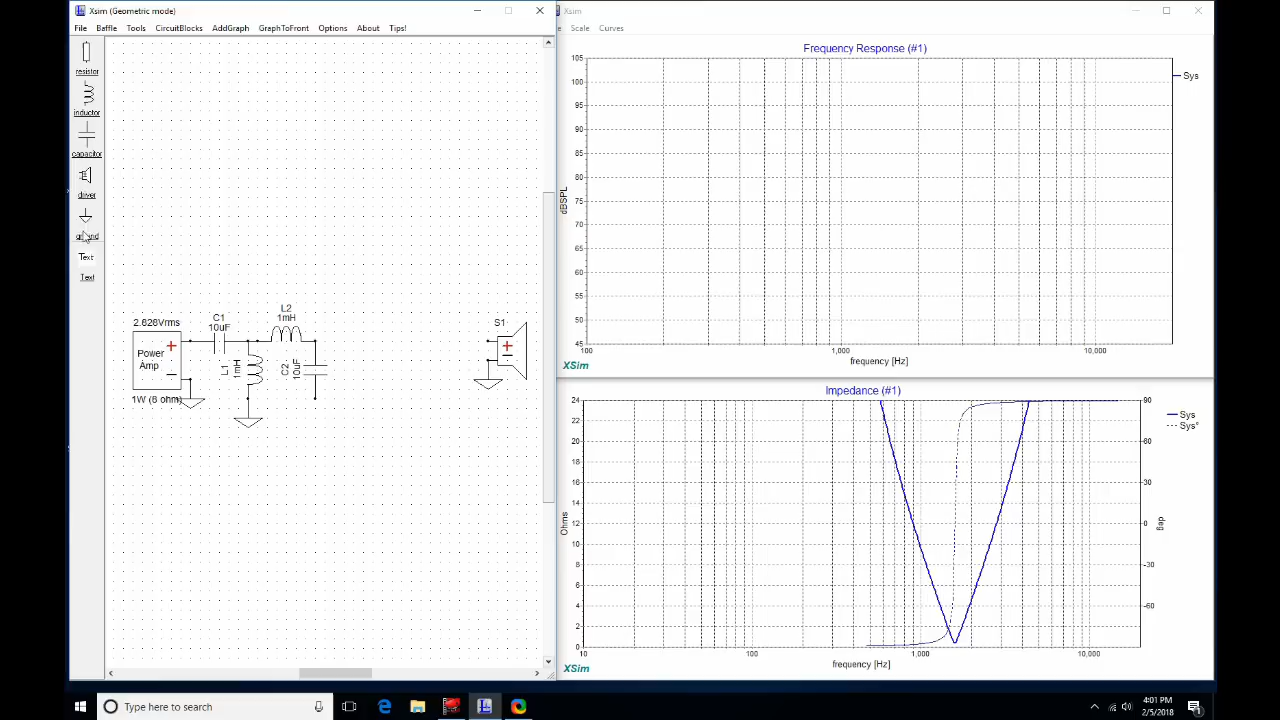 Xsim (Geometric mode)
File Baffle Tools CircuitBlocks AddGraph GraphToFront Options About Tips!
resistor
inductor
capacitor
driver
Text
Text
2.828Vrms
Power
Amp
+
−
1W (8 ohm)
C1
10uF
L1
1mH
L2
1mH
C2
10uF
S1
+
−
Xsim
Scale Curves
Frequency Response (#1)
Sys
dBSPL
105
100
95
90
85
80
75
70
65
60
55
50
45
100 1,000 10,000
frequency [Hz]
XSim
Impedance (#1)
Sys
Sys°
Ohms
24
22
20
18
16
14
12
10
8
6
4
2
0
90
60
30
0
-30
-60
deg
10 100 1,000 10,000
frequency [Hz]
XSim
Type here to search
4:01 PM
2/5/2018